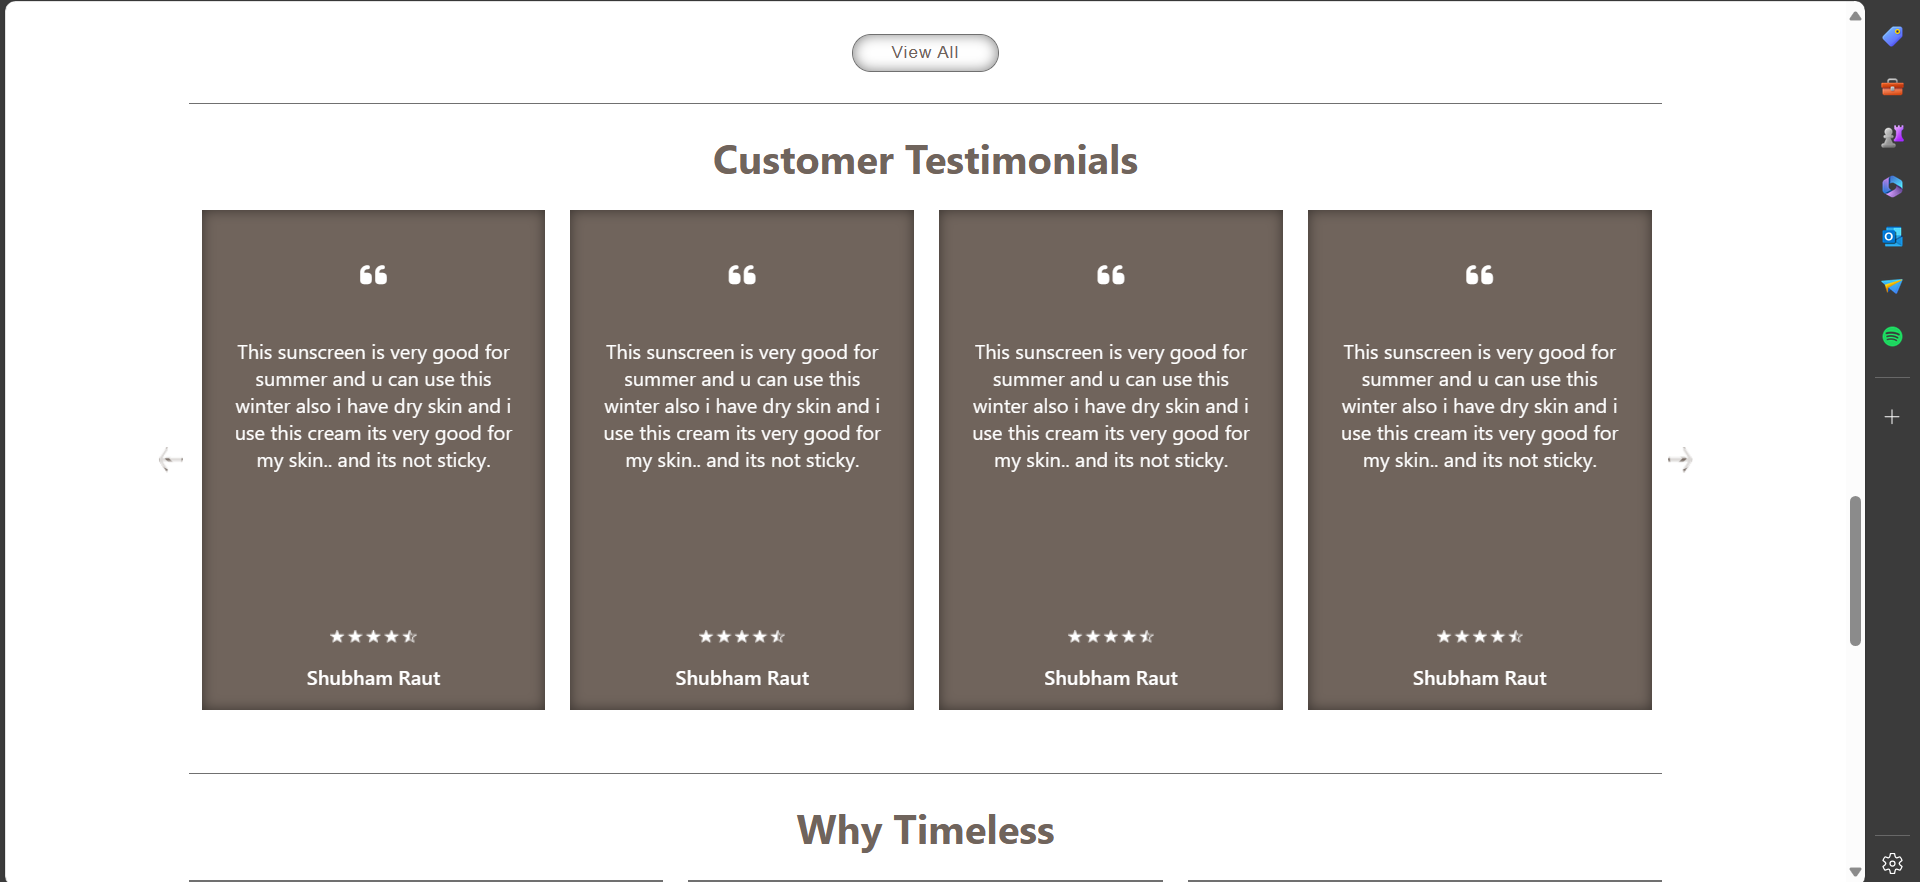 View All
Customer Testimonials
This sunscreen is very good for
summer and u can use this
winter also i have dry skin and i
use this cream its very good for
my skin.. and its not sticky.
Shubham Raut
This sunscreen is very good for
summer and u can use this
winter also i have dry skin and i
use this cream its very good for
my skin.. and its not sticky.
Shubham Raut
This sunscreen is very good for
summer and u can use this
winter also i have dry skin and i
use this cream its very good for
my skin.. and its not sticky.
Shubham Raut
This sunscreen is very good for
summer and u can use this
winter also i have dry skin and i
use this cream its very good for
my skin.. and its not sticky.
Shubham Raut
Why Timeless